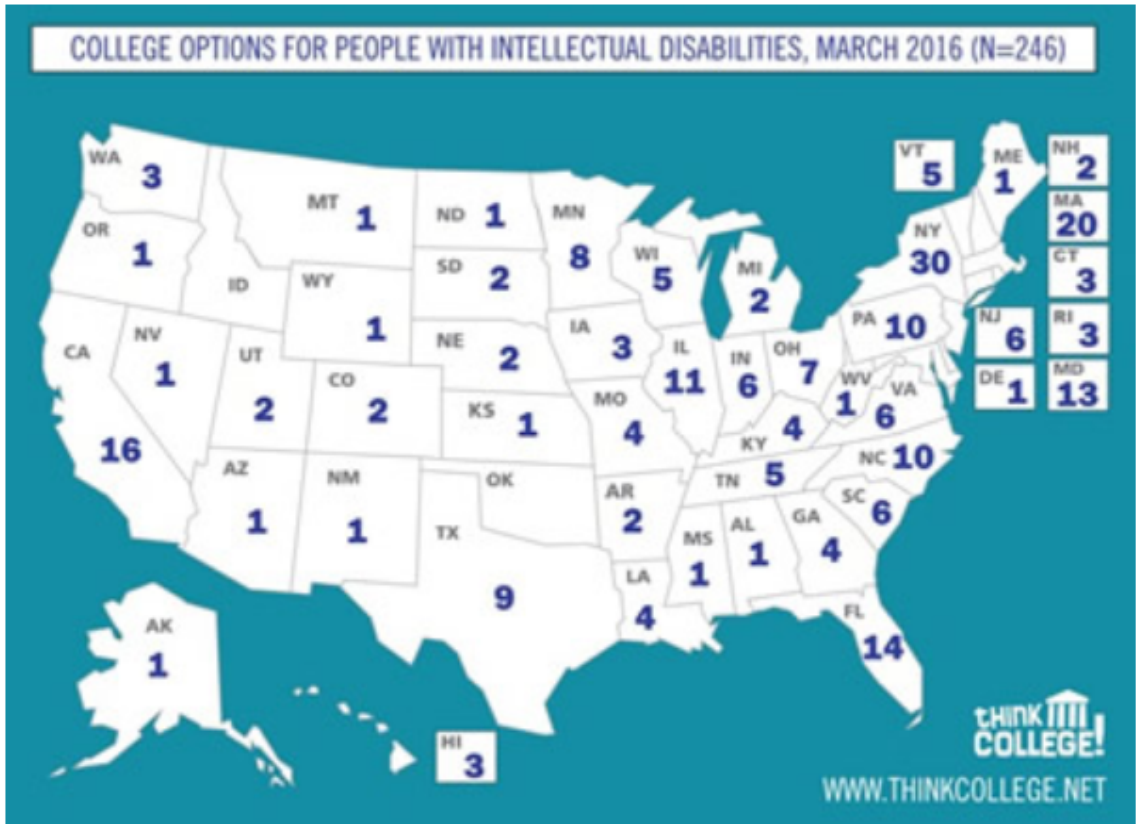 COLLEGE OPTIONS FOR PEOPLE WITH INTELLECTUAL DISABILITIES, MARCH 2016 (N=246)
WA 3
MT 1
ND 1
MN 8
VT 5
ME 1
NH 2
MA 20
OR 1
ID
WY 1
SD 2
WI 5
MI 2
NY 30
CT 3
CA 16
NV 1
UT 2
CO 2
NE 2
IA 3
IL 11
IN 6
OH 7
PA 10
NJ 6
RI 3
KS 1
MO 4
KY 4
WV 1
VA 6
DE 1
MD 13
AZ 1
NM 1
OK
AR 2
TN 5
NC 10
SC 6
TX 9
LA 4
MS 1
AL 1
GA 4
FL 14
AK 1
HI 3
thiNK
COLLEGE!
WWW.THINKCOLLEGE.NET